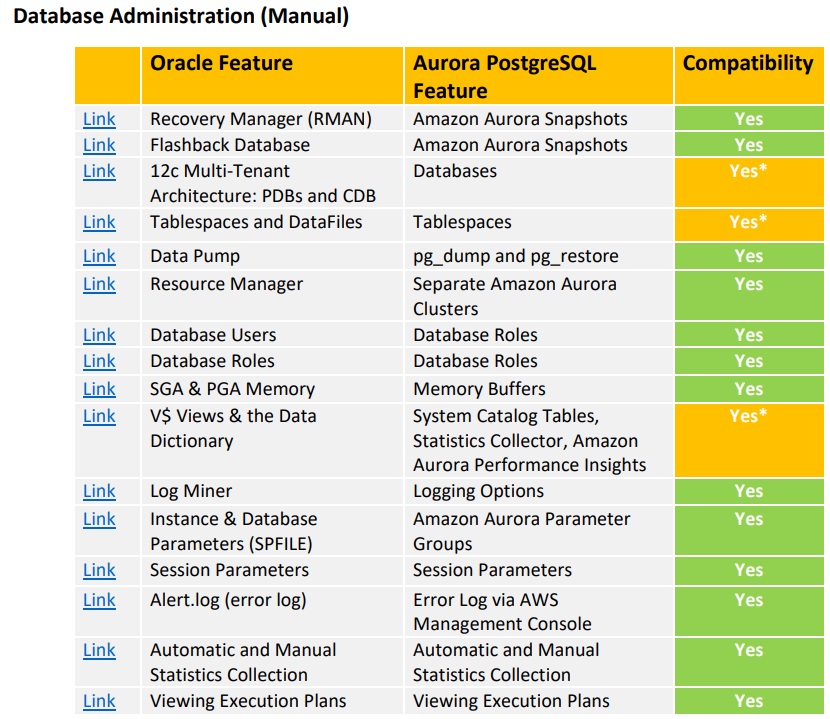 Database Administration (Manual)
Oracle Feature Aurora PostgreSQL Compatibility
Feature
Link Recovery Manager (RMAN) Amazon Aurora Snapshots Yes
Link Flashback Database Amazon Aurora Snapshots Yes
Link 12c Multi-Tenant Databases Yes*
Architecture: PDBs and CDB
Link Tablespaces and DataFiles Tablespaces Yes*
Link Data Pump pg_dump and pg_restore Yes
Link Resource Manager Separate Amazon Aurora Yes
Clusters
Link Database Users Database Roles Yes
Link Database Roles Database Roles Yes
Link SGA & PGA Memory Memory Buffers Yes
Link V$ Views & the Data System Catalog Tables, Yes*
Dictionary Statistics Collector, Amazon
Aurora Performance Insights
Link Log Miner Logging Options Yes
Link Instance & Database Amazon Aurora Parameter Yes
Parameters (SPFILE) Groups
Link Session Parameters Session Parameters Yes
Link Alert.log (error log) Error Log via AWS Yes
Management Console
Link Automatic and Manual Automatic and Manual Yes
Statistics Collection Statistics Collection
Link Viewing Execution Plans Viewing Execution Plans Yes